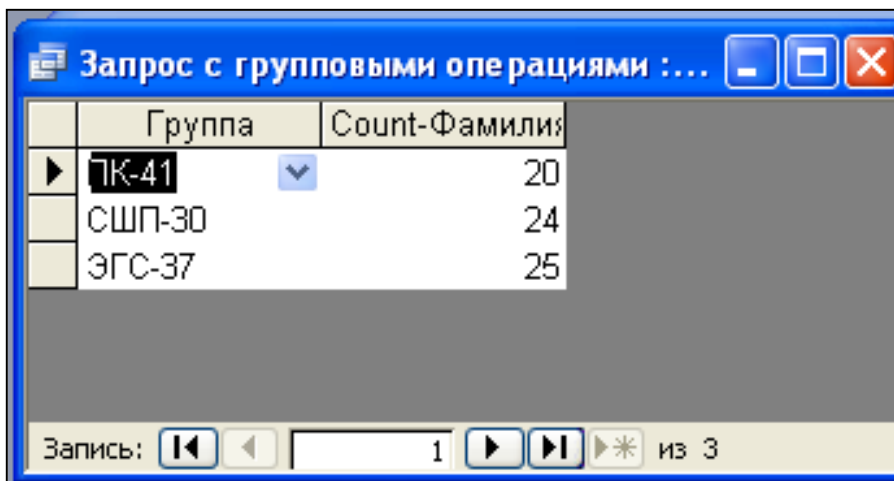 Запрос с групповыми операциями :...
Группа Count-Фамилия
ПК-41 20
СШП-30 24
ЭГС-37 25
Запись: 1 из 3